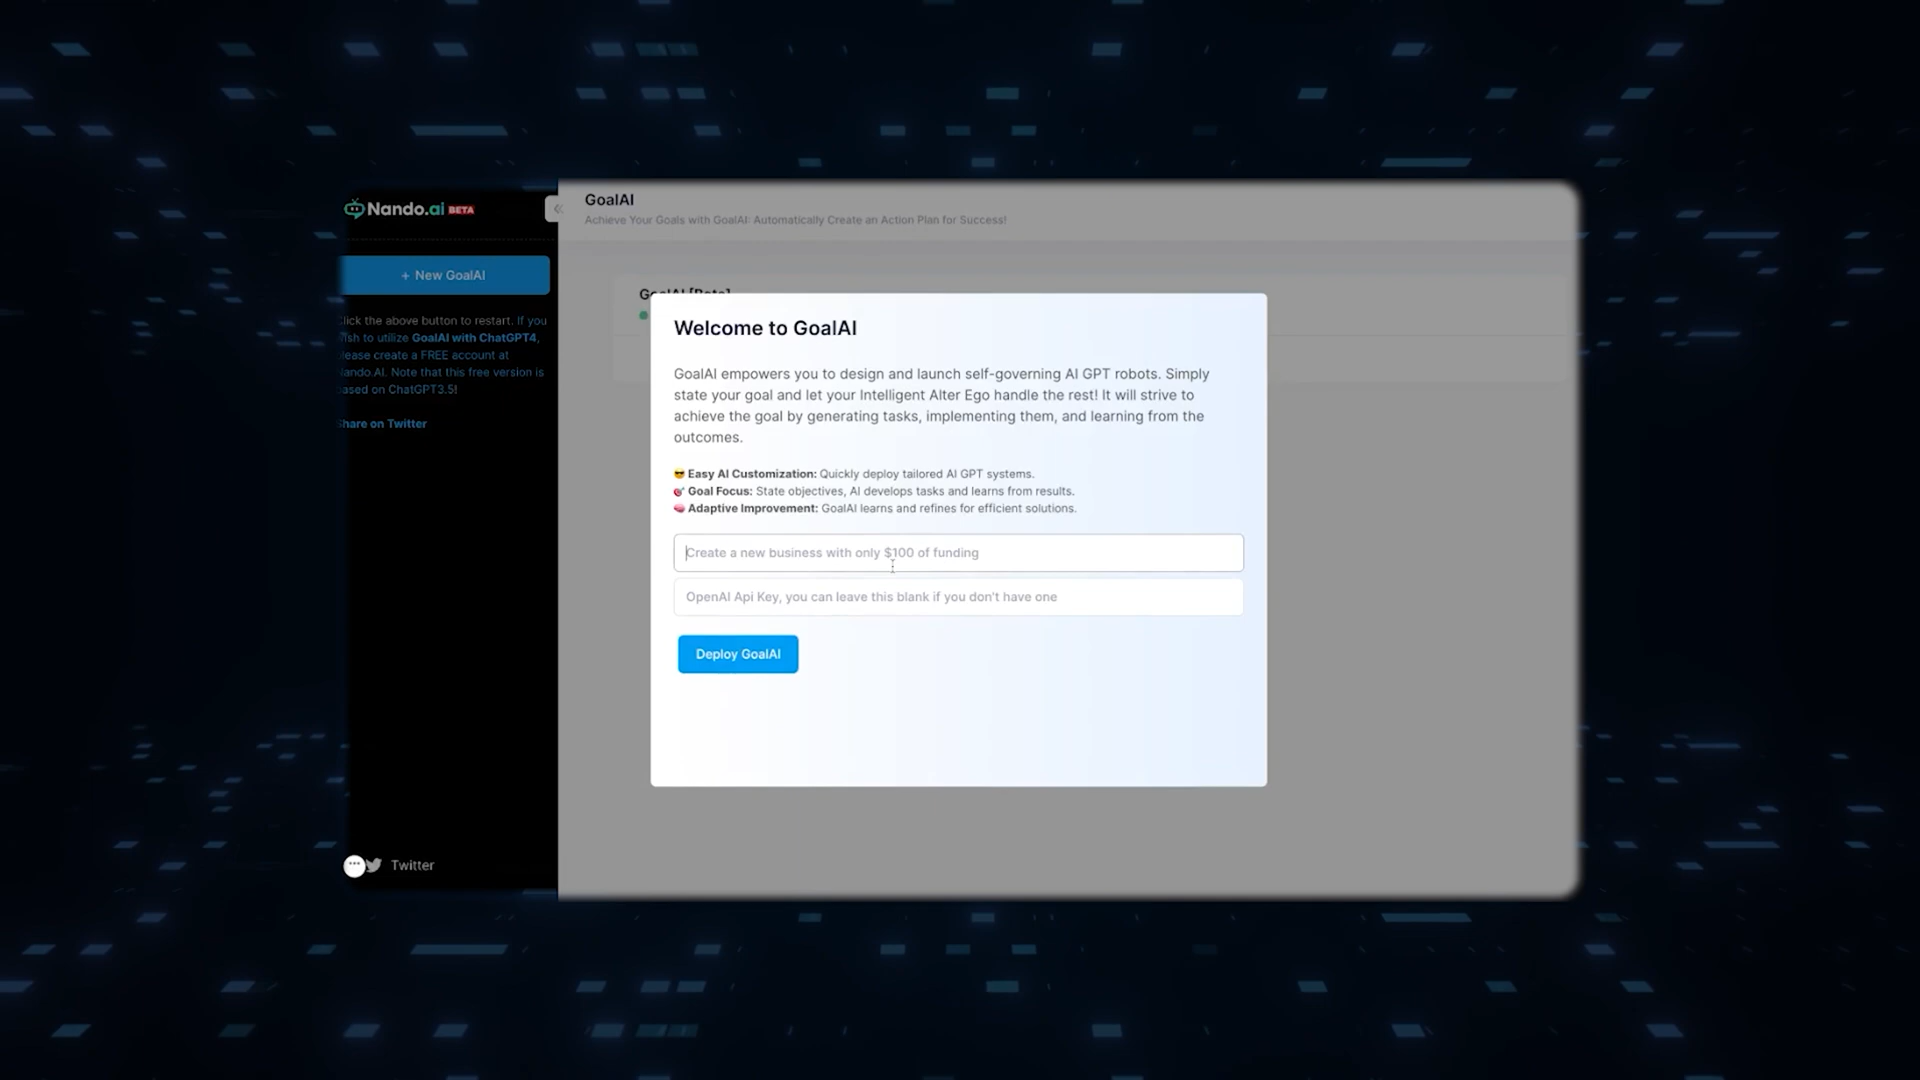 Nando.ai BETA
GoalAI
Achieve Your Goals with GoalAI: Automatically Create an Action Plan for Success!
+ New GoalAI
lick the above button to restart. If you
ish to utilize GoalAI with ChatGPT4,
lease create a FREE account at
ando.AI. Note that this free version is
ased on ChatGPT3.5!
hare on Twitter
Welcome to GoalAI
GoalAI empowers you to design and launch self-governing AI GPT robots. Simply
state your goal and let your Intelligent Alter Ego handle the rest! It will strive to
achieve the goal by generating tasks, implementing them, and learning from the
outcomes.
😎 Easy AI Customization: Quickly deploy tailored AI GPT systems.
🎯 Goal Focus: State objectives, AI develops tasks and learns from results.
🧠 Adaptive Improvement: GoalAI learns and refines for efficient solutions.
Create a new business with only $100 of funding
OpenAI Api Key, you can leave this blank if you don't have one
Deploy GoalAI
Twitter